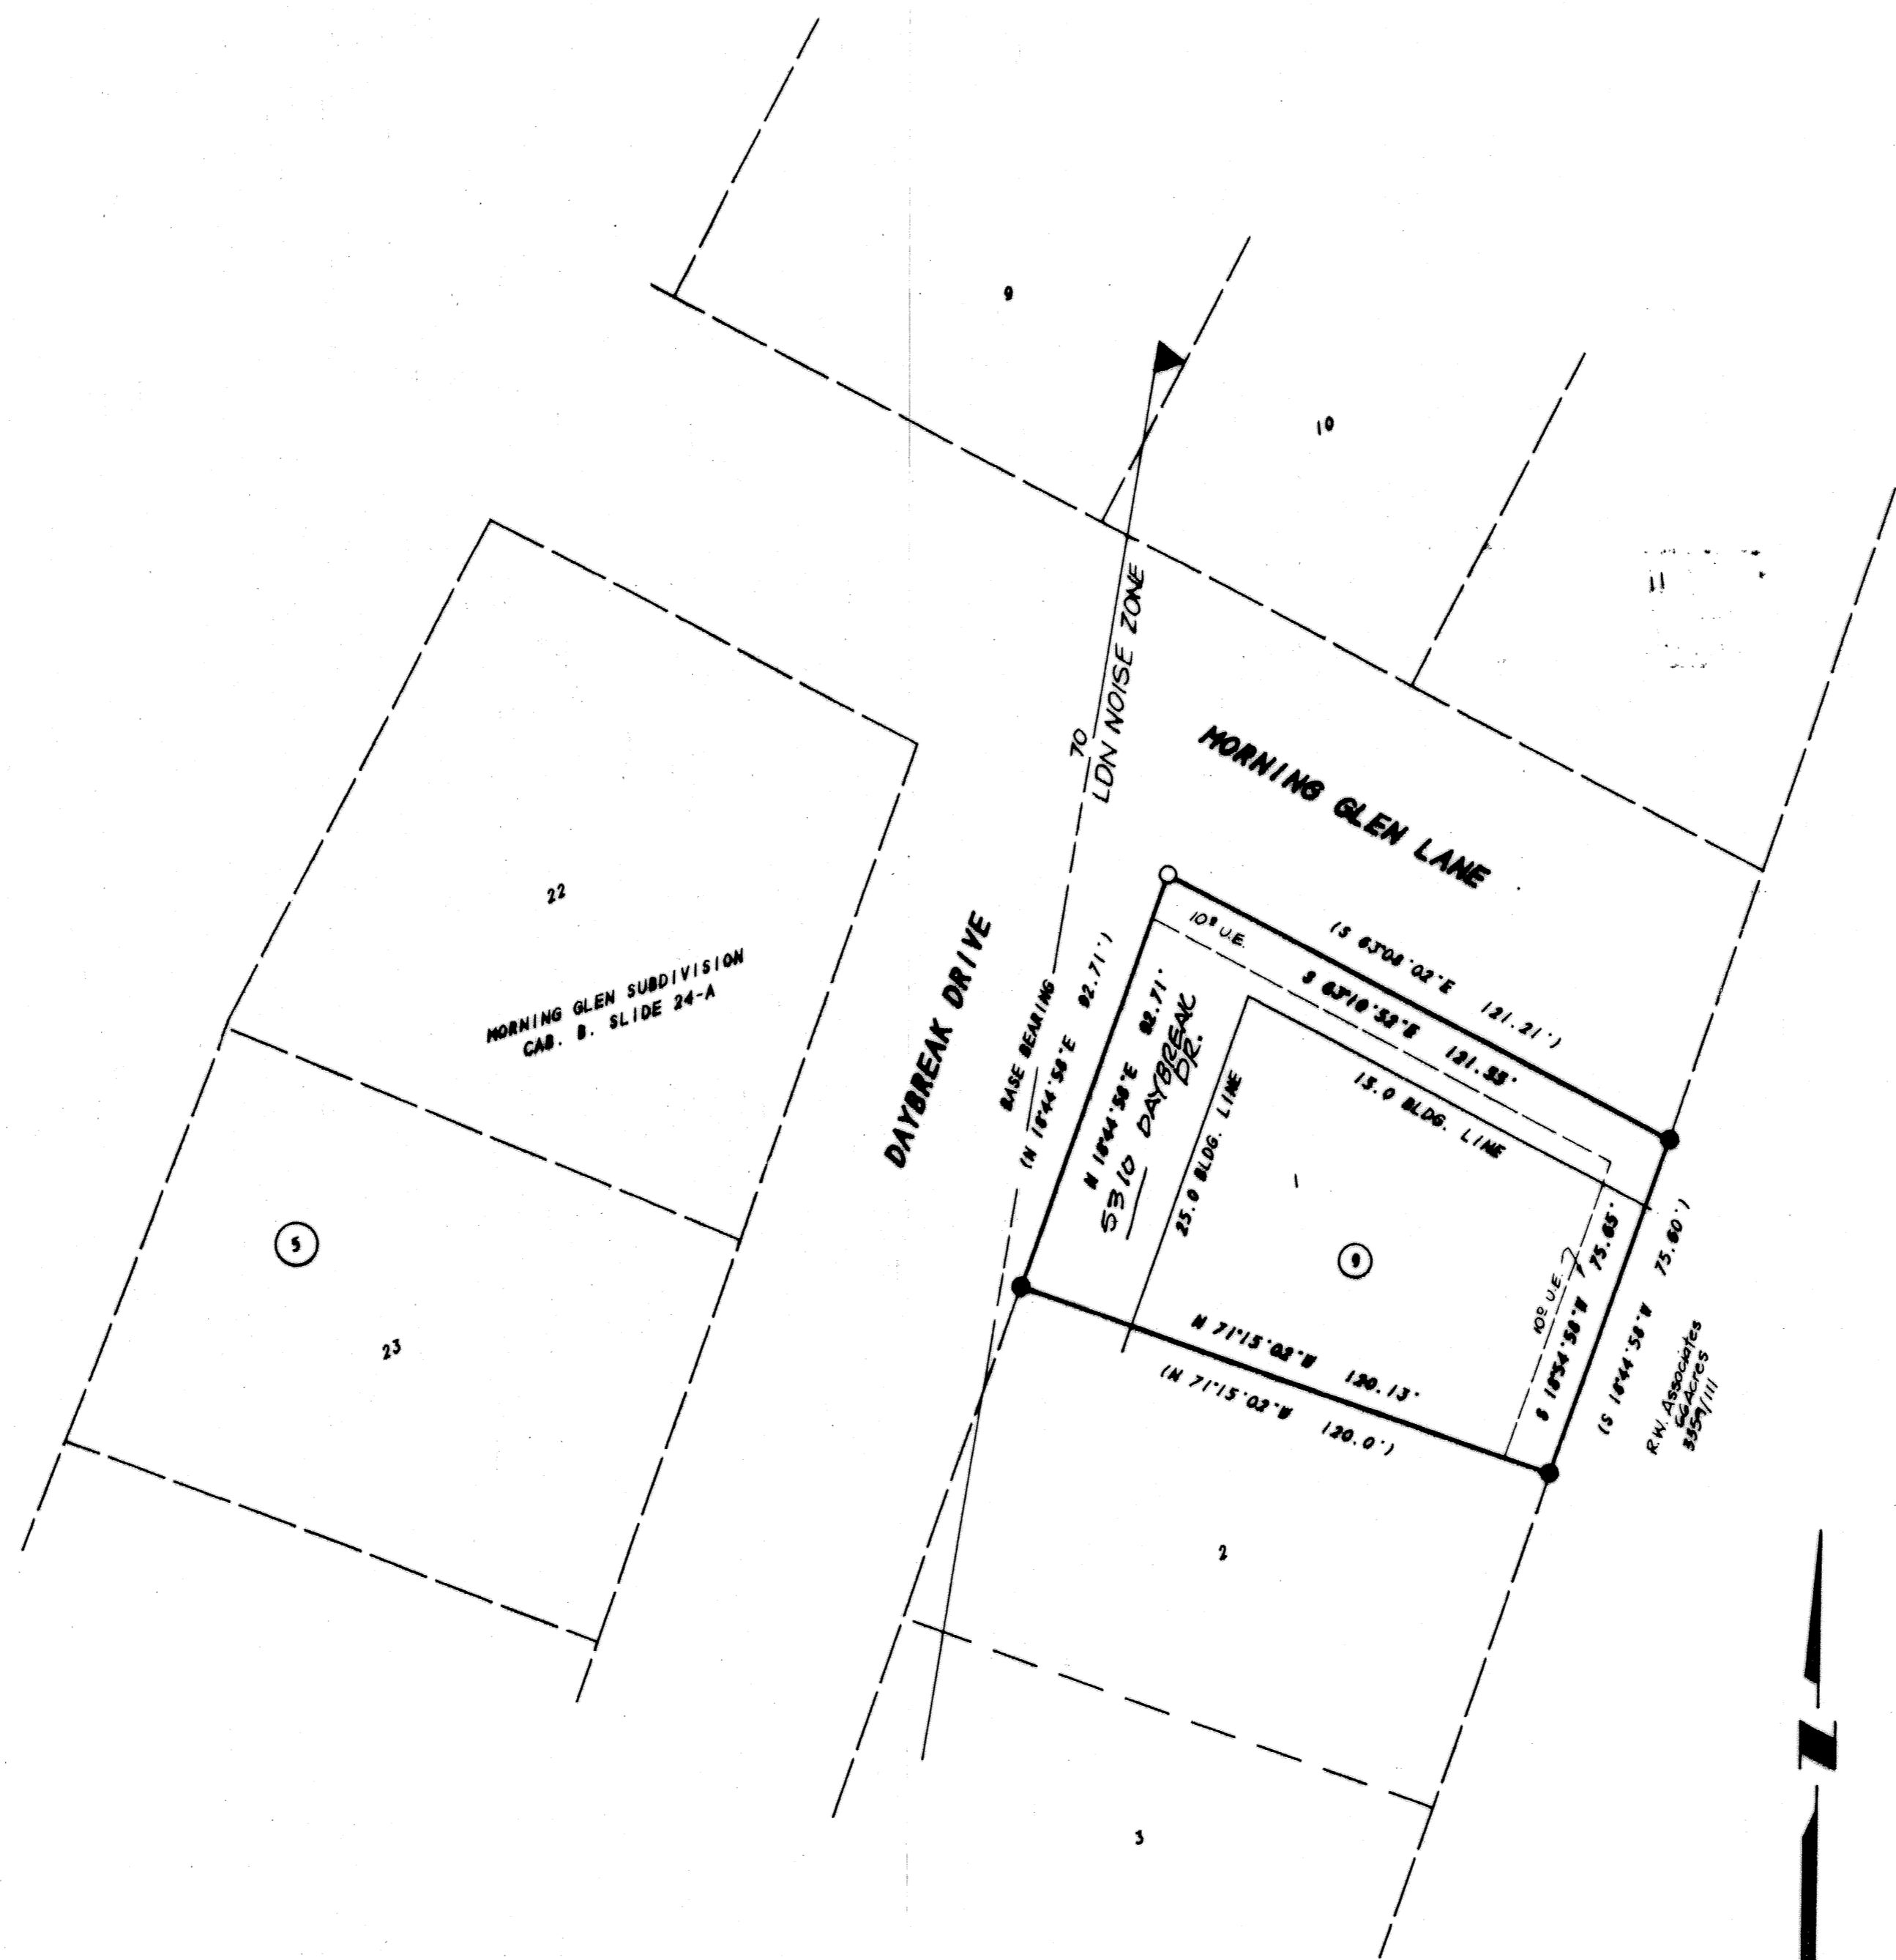 9
10
11
70
LDN NOISE ZONE
MORNING GLEN LANE
22
MORNING GLEN SUBDIVISION
CAB. B. SLIDE 24-A
DAYBREAK DRIVE
BASE BEARING
(N 18°44'58"E 92.71')
N 18°44'58"E 92.71'
5310 DAYBREAK
DR.
10' U.E.
(S 63°08'02"E 121.21')
S 63°10'52"E 121.55'
25.0 BLDG. LINE
15.0 BLDG. LINE
1
9
10' U.E.
S 18°54'58"W 75.65'
(S 18°44'58"W 75.60')
R.W. Associates
66 Acres
3359/111
N 71°15'02"W 120.13'
(N 71°15'02"W 120.0')
5
23
2
3
N